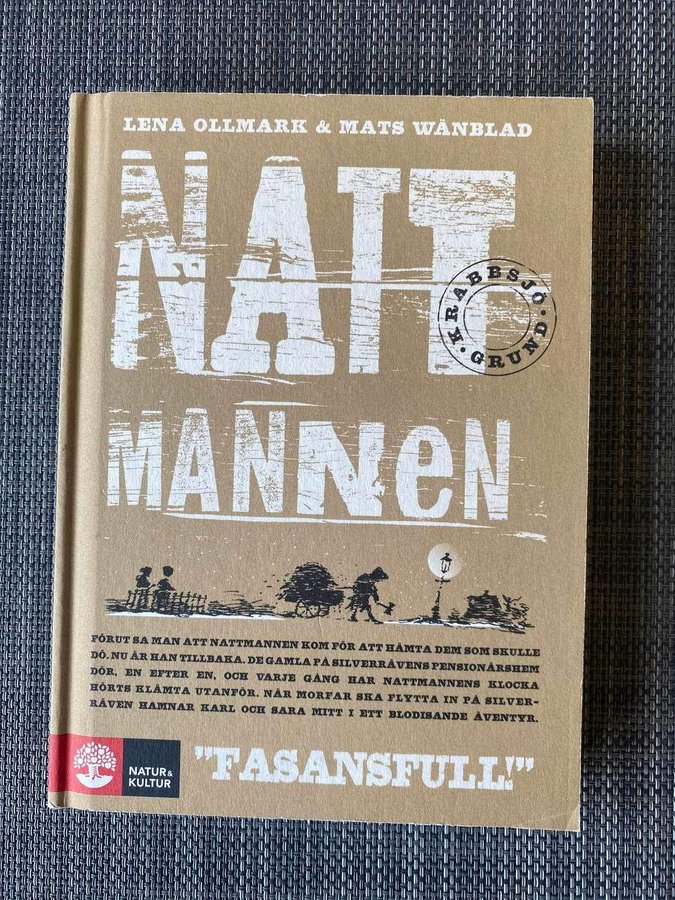 LENA OLLMARK & MATS WÄNBLAD
NATT
KRABBSJÖ · GRUND ·
MANNEN
FÖRUT SA MAN ATT NATTMANNEN KOM FÖR ATT HÄMTA DEM SOM SKULLE
DÖ. NU ÄR HAN TILLBAKA. DE GAMLA PÅ SILVERRÄVENS PENSIONÄRSHEM
DÖR, EN EFTER EN, OCH VARJE GÅNG HAR NATTMANNENS KLOCKA
HÖRTS KLÄMTA UTANFÖR. NÄR MORFAR SKA FLYTTA IN PÅ SILVER-
RÄVEN HAMNAR KARL OCH SARA MITT I ETT BLODISANDE ÄVENTYR.
NATUR &
KULTUR
"FASANSFULL!"